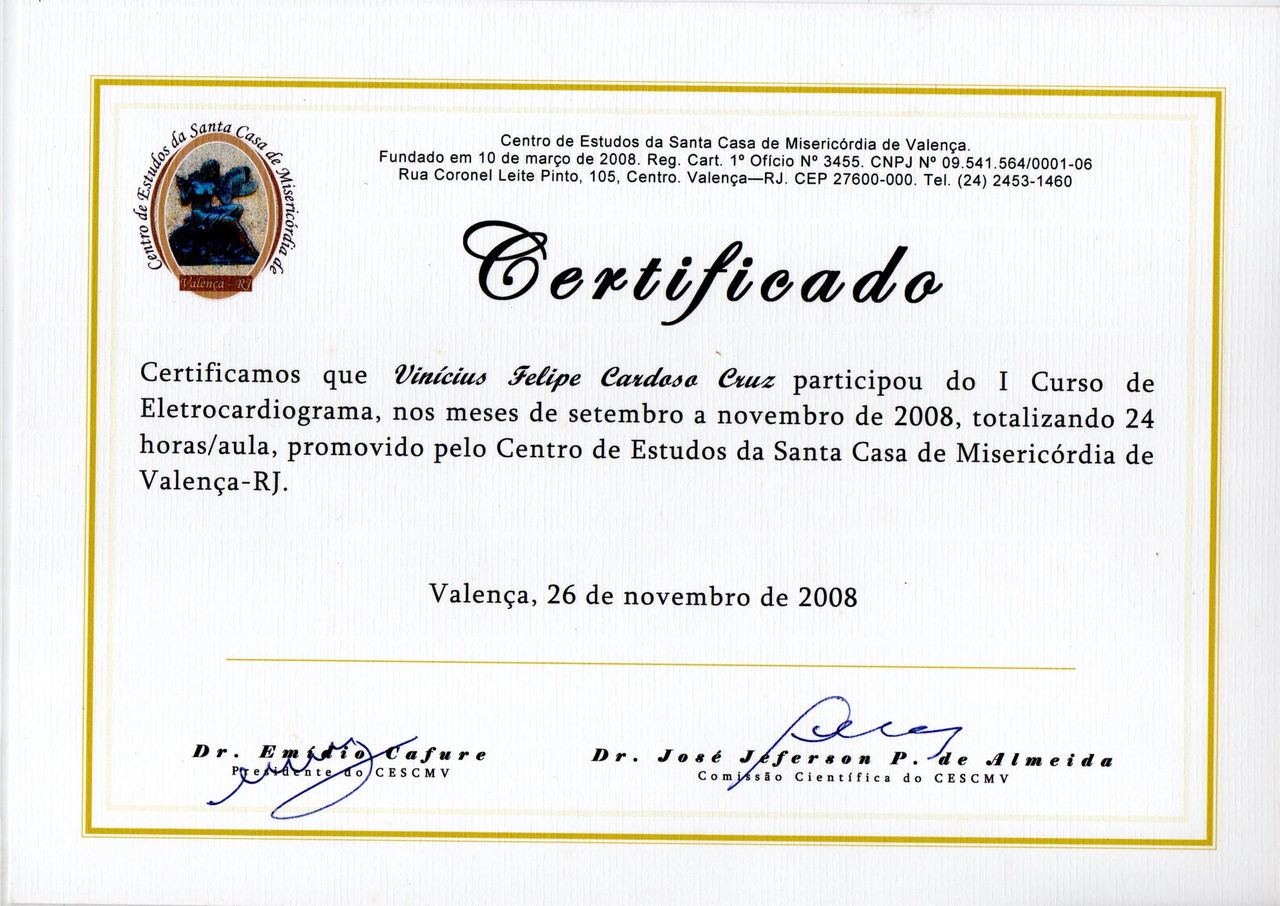 Centro de Estudos da Santa Casa de Misericórdia de
Valença - RJ
Centro de Estudos da Santa Casa de Misericórdia de Valença.
Fundado em 10 de março de 2008. Reg. Cart. 1º Ofício Nº 3455. CNPJ Nº 09.541.564/0001-06
Rua Coronel Leite Pinto, 105, Centro. Valença—RJ. CEP 27600-000. Tel. (24) 2453-1460
Certificado
Certificamos que Vinícius Felipe Cardoso Cruz participou do I Curso de
Eletrocardiograma, nos meses de setembro a novembro de 2008, totalizando 24
horas/aula, promovido pelo Centro de Estudos da Santa Casa de Misericórdia de
Valença-RJ.
Valença, 26 de novembro de 2008
Dr. Emídio Cafure
Presidente do CESCMV
Dr. José Jeferson P. de Almeida
Comissão Científica do CESCMV